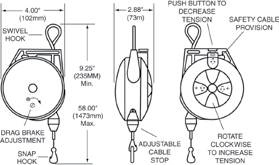 4.00"
(102mm)
SWIVEL
HOOK
9.25"
(235MM)
Min.
58.00"
(1473mm)
Max.
DRAG BRAKE
ADJUSTMENT
SNAP
HOOK
2.88"
(73m)
ADJUSTABLE
CABLE
STOP
PUSH BUTTON TO
DECREASE
TENSION
SAFETY CABLE
PROVISION
ROTATE
CLOCKWISE
TO INCREASE
TENSION